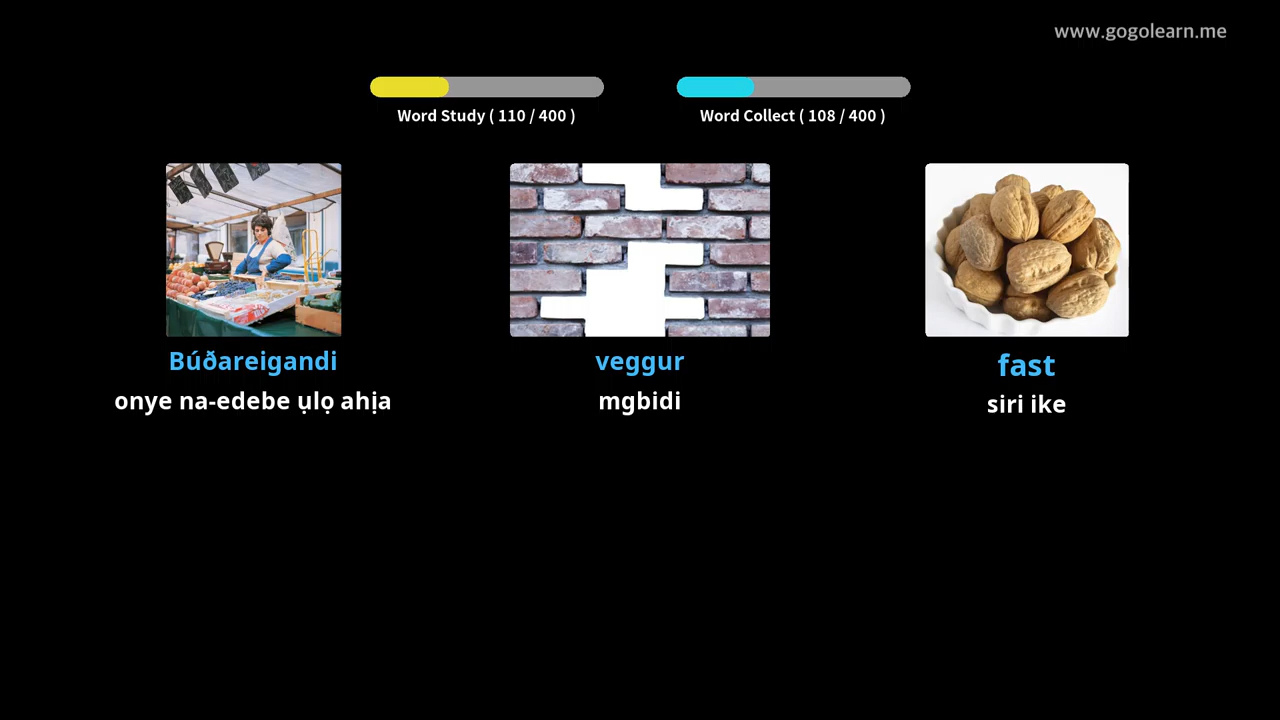 www.gogolearn.me
Word Study ( 110 / 400 )
Word Collect ( 108 / 400 )
Búðareigandi
onye na-edebe ụlọ ahịa
veggur
mgbidi
fast
siri ike